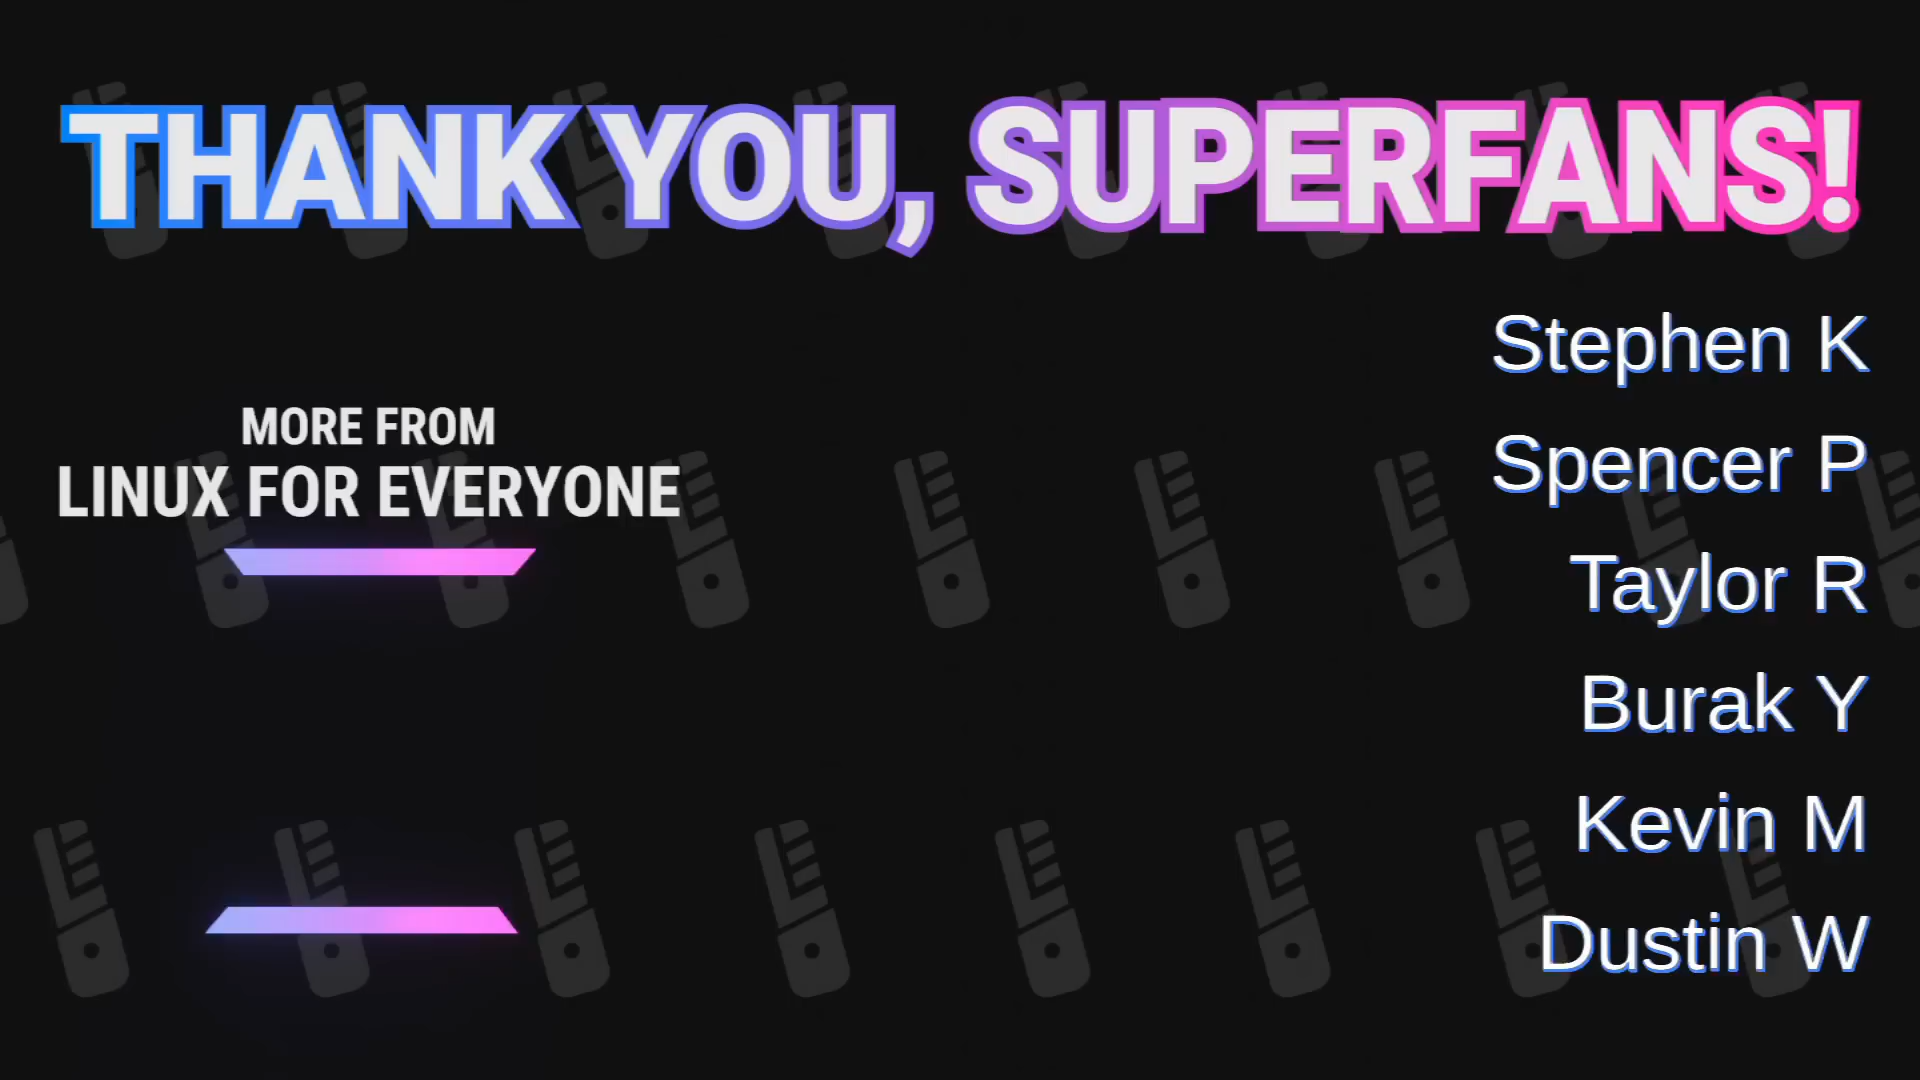 THANK YOU, SUPERFANS!
MORE FROM
LINUX FOR EVERYONE
Stephen K
Spencer P
Taylor R
Burak Y
Kevin M
Dustin W